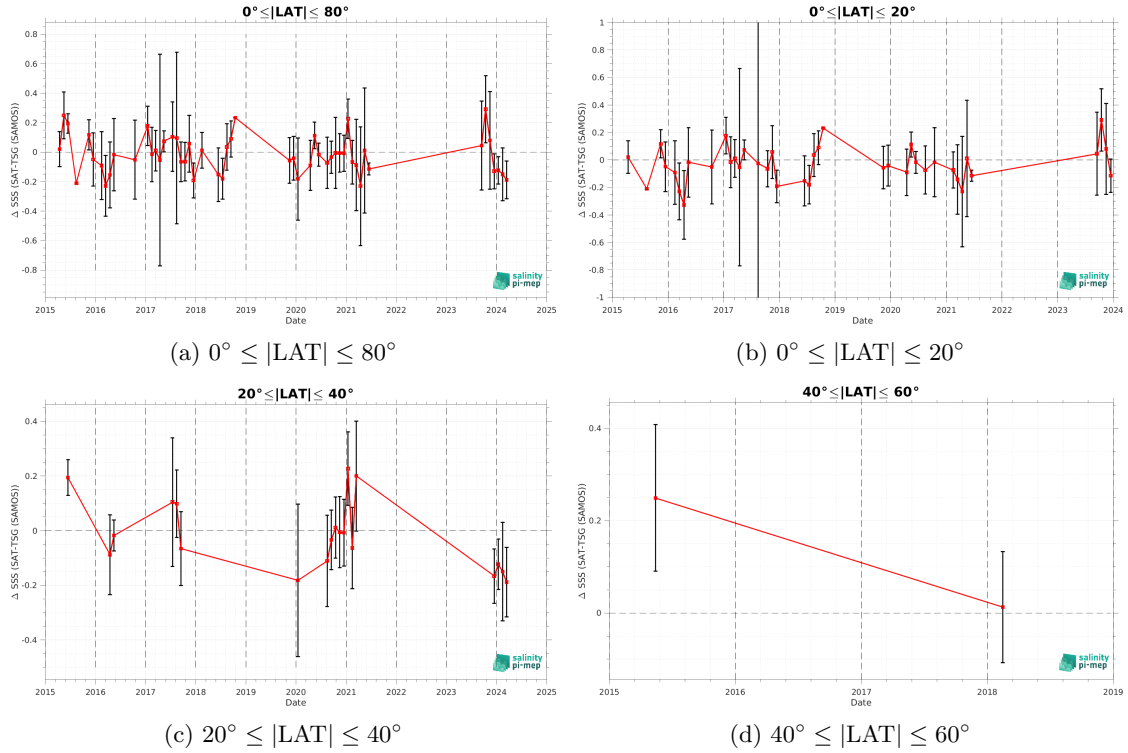 0°≤|LAT|≤ 80°
Δ SSS (SAT-TSG (SAMOS))
0.8
0.6
0.4
0.2
0
-0.2
-0.4
-0.6
-0.8
2015 2016 2017 2018 2019 2020 2021 2022 2023 2024 2025
Date
salinity
pi-mep
(a) 0° ≤ |LAT| ≤ 80°
0°≤|LAT|≤ 20°
Δ SSS (SAT-TSG (SAMOS))
1
0.8
0.6
0.4
0.2
0
-0.2
-0.4
-0.6
-0.8
-1
2015 2016 2017 2018 2019 2020 2021 2022 2023 2024
Date
salinity
pi-mep
(b) 0° ≤ |LAT| ≤ 20°
20°≤|LAT|≤ 40°
Δ SSS (SAT-TSG (SAMOS))
0.4
0.2
0
-0.2
-0.4
2015 2016 2017 2018 2019 2020 2021 2022 2023 2024 2025
Date
salinity
pi-mep
(c) 20° ≤ |LAT| ≤ 40°
40°≤|LAT|≤ 60°
Δ SSS (SAT-TSG (SAMOS))
0.4
0.2
0
2015 2016 2017 2018 2019
Date
salinity
pi-mep
(d) 40° ≤ |LAT| ≤ 60°